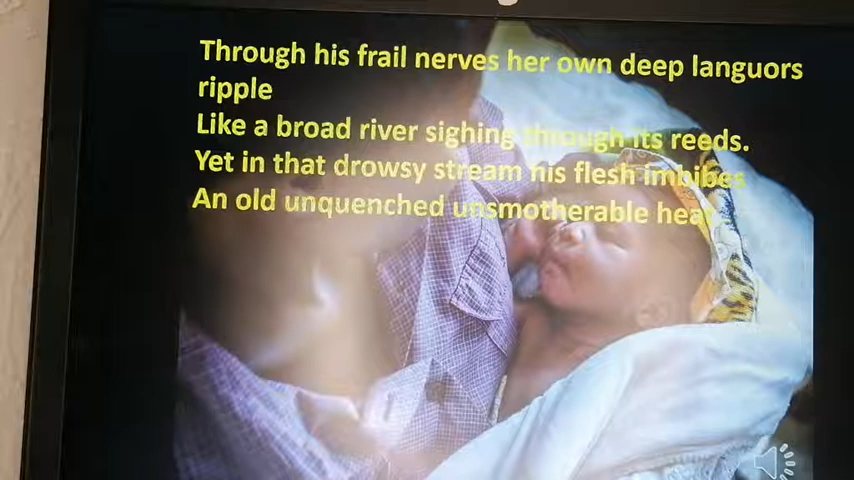 Through his frail nerves her own deep languors
ripple
Like a broad river sighing through its reeds.
Yet in that drowsy stream his flesh imbibes
An old unquenched unsmotherable heat